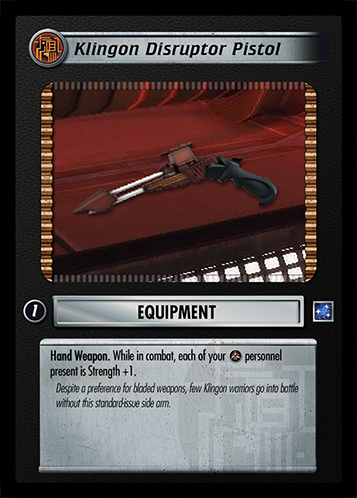 Klingon Disruptor Pistol
1 EQUIPMENT
Hand Weapon. While in combat, each of your personnel
present is Strength +1.
Despite a preference for bladed weapons, few Klingon warriors go into battle
without this standard-issue side arm.